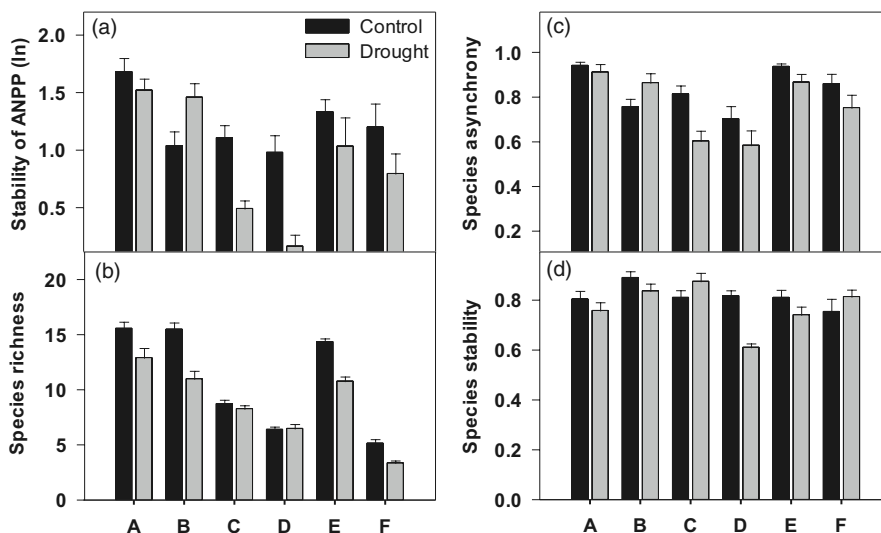 (a)
Control
Drought
Stability of ANPP (ln)
2.0
1.5
1.0
0.5
(b)
Species richness
20
15
10
5
0
A B C D E F
(c)
Species asynchrony
1.0
0.8
0.6
0.4
0.2
(d)
Species stability
0.8
0.6
0.4
0.2
0.0
A B C D E F